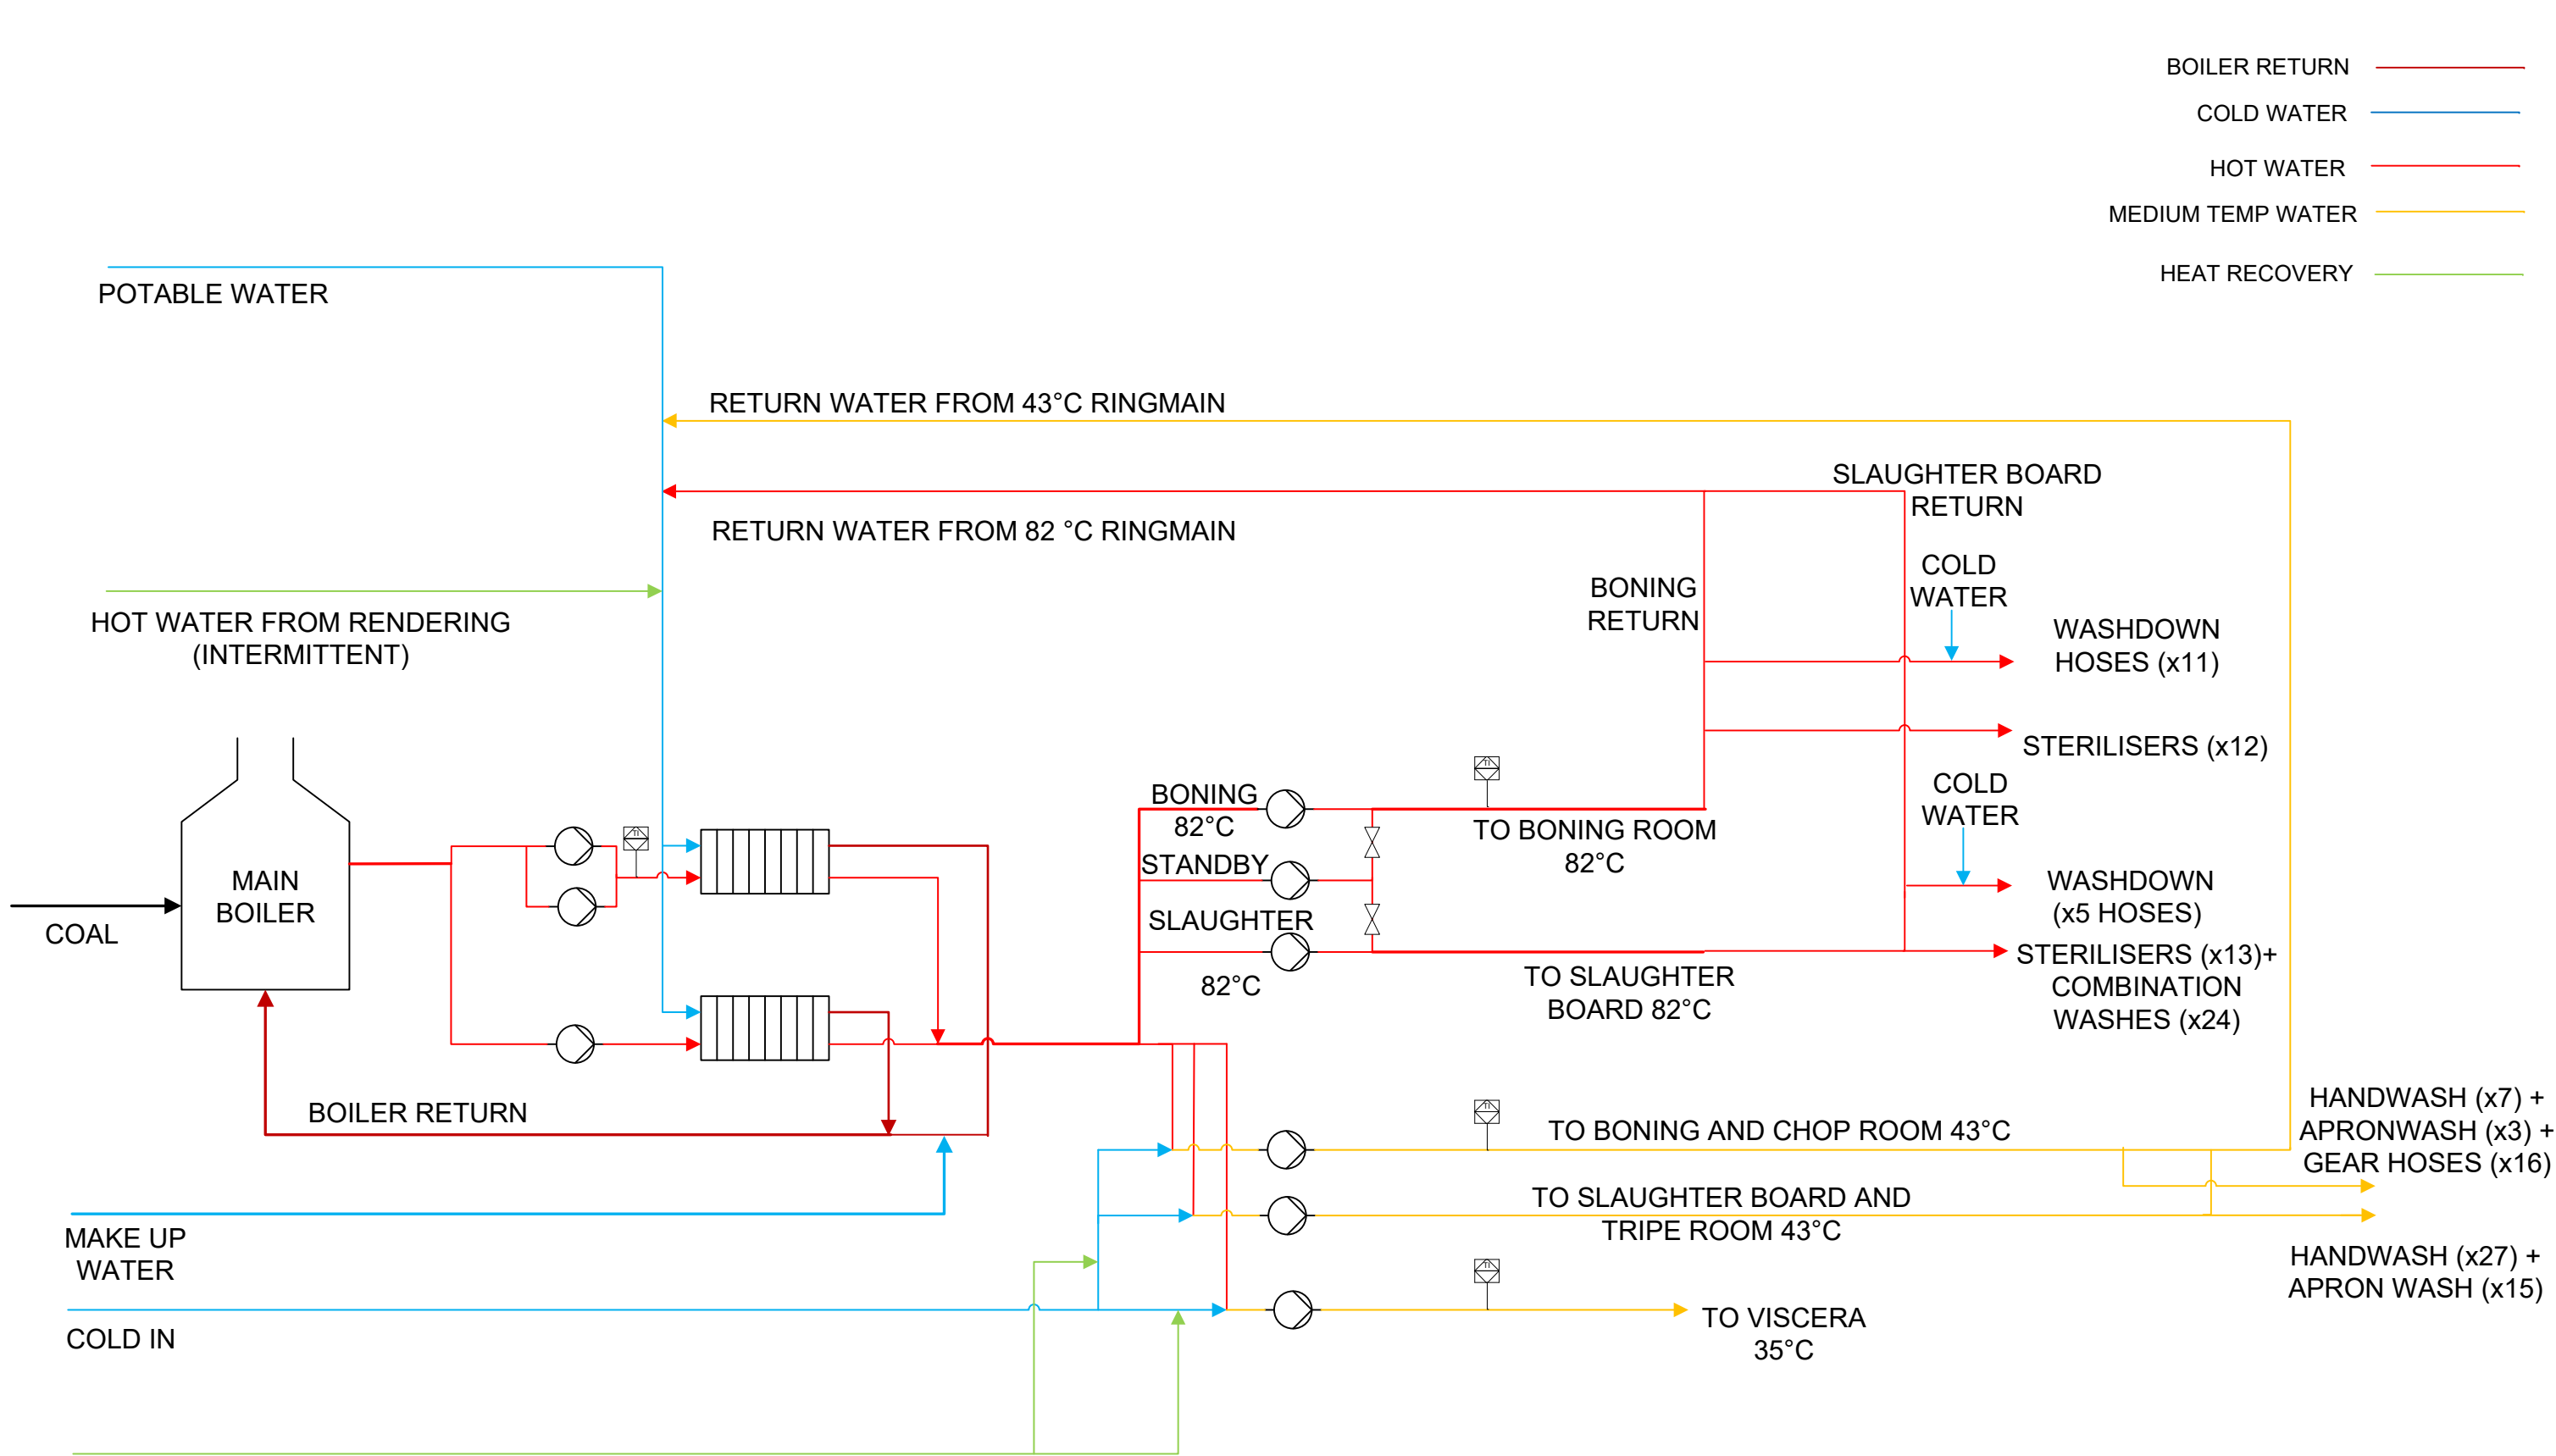 BOILER RETURN
COLD WATER
HOT WATER
MEDIUM TEMP WATER
HEAT RECOVERY
POTABLE WATER
RETURN WATER FROM 43°C RINGMAIN
SLAUGHTER BOARD
RETURN
RETURN WATER FROM 82 °C RINGMAIN
COLD
WATER
BONING
RETURN
HOT WATER FROM RENDERING
(INTERMITTENT)
WASHDOWN
HOSES (x11)
STERILISERS (x12)
TI
TI
BONING
82°C
TO BONING ROOM
82°C
COLD
WATER
STANDBY
MAIN
BOILER
COAL
SLAUGHTER
82°C
WASHDOWN
(x5 HOSES)
STERILISERS (x13)+
COMBINATION
WASHES (x24)
TO SLAUGHTER
BOARD 82°C
BOILER RETURN
TI
TO BONING AND CHOP ROOM 43°C
HANDWASH (x7) +
APRONWASH (x3) +
GEAR HOSES (x16)
TO SLAUGHTER BOARD AND
TRIPE ROOM 43°C
MAKE UP
WATER
HANDWASH (x27) +
APRON WASH (x15)
TI
COLD IN
TO VISCERA
35°C